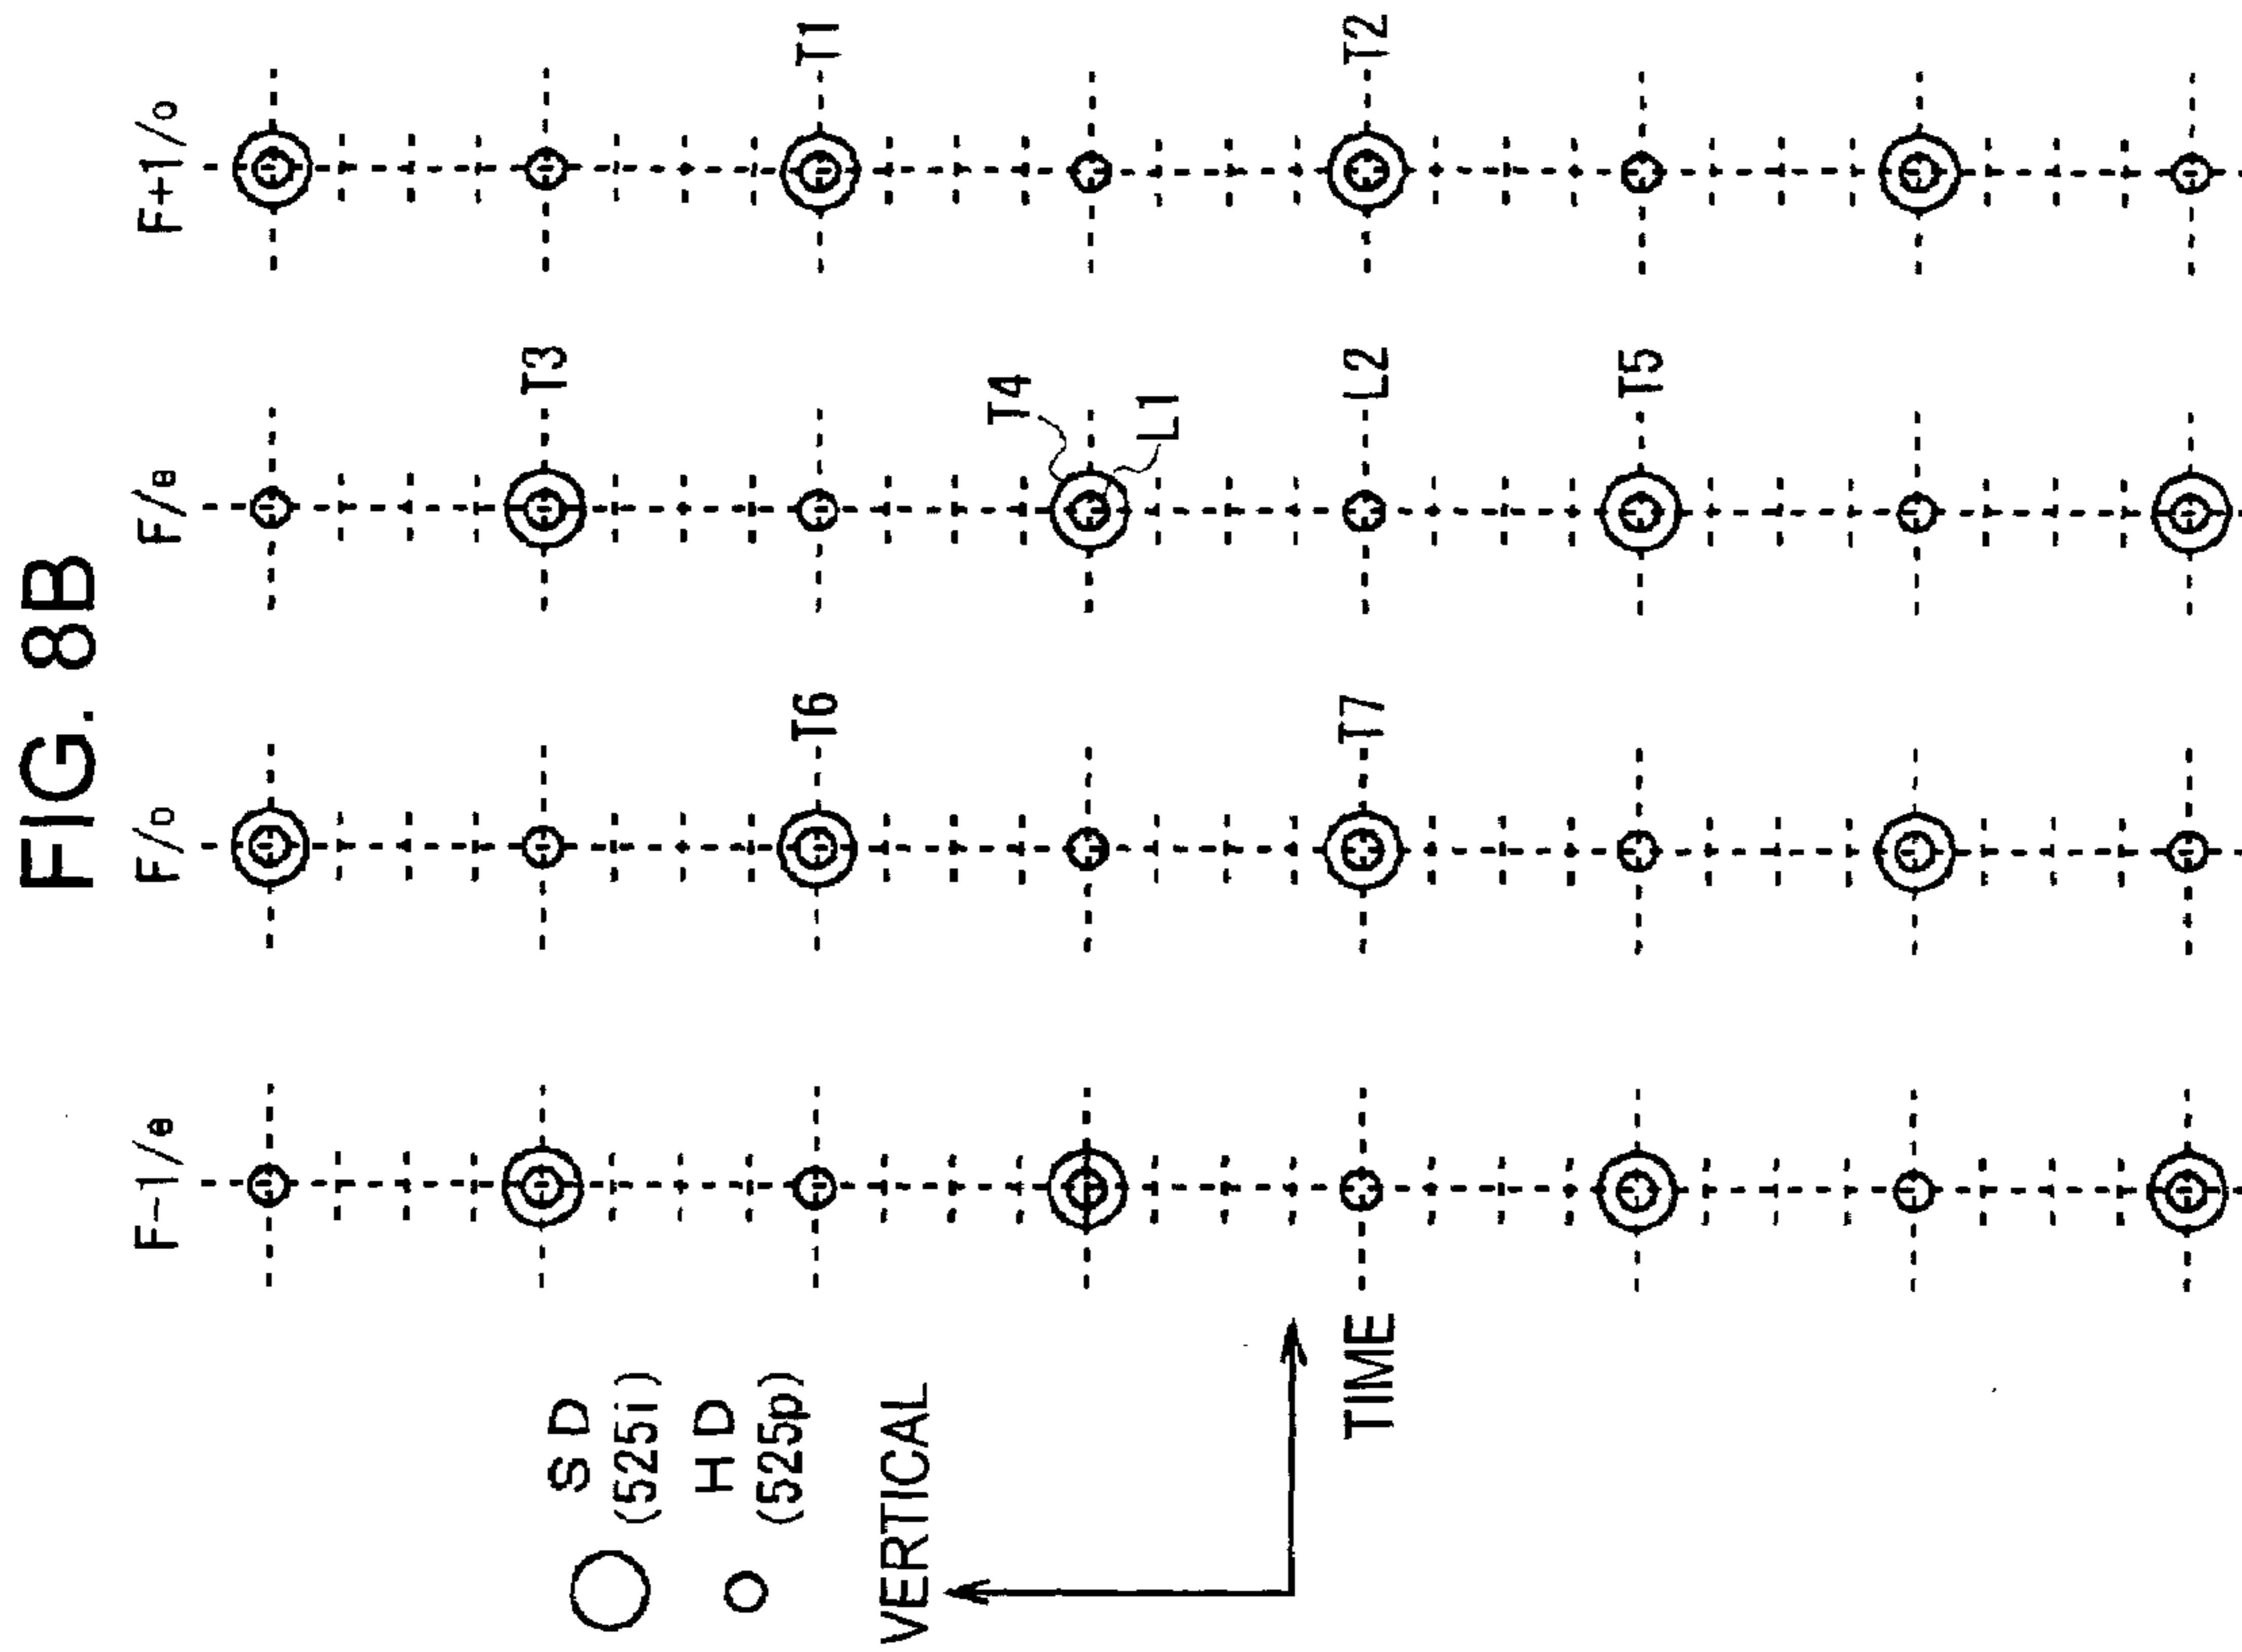 FIG. 8B
F-1/e F/o F/e F+1/o
T3
SD
(525i)
HD
(525p)
T6 T1
VERTICAL
T4
L1
TIME T7 L2 T2
T5